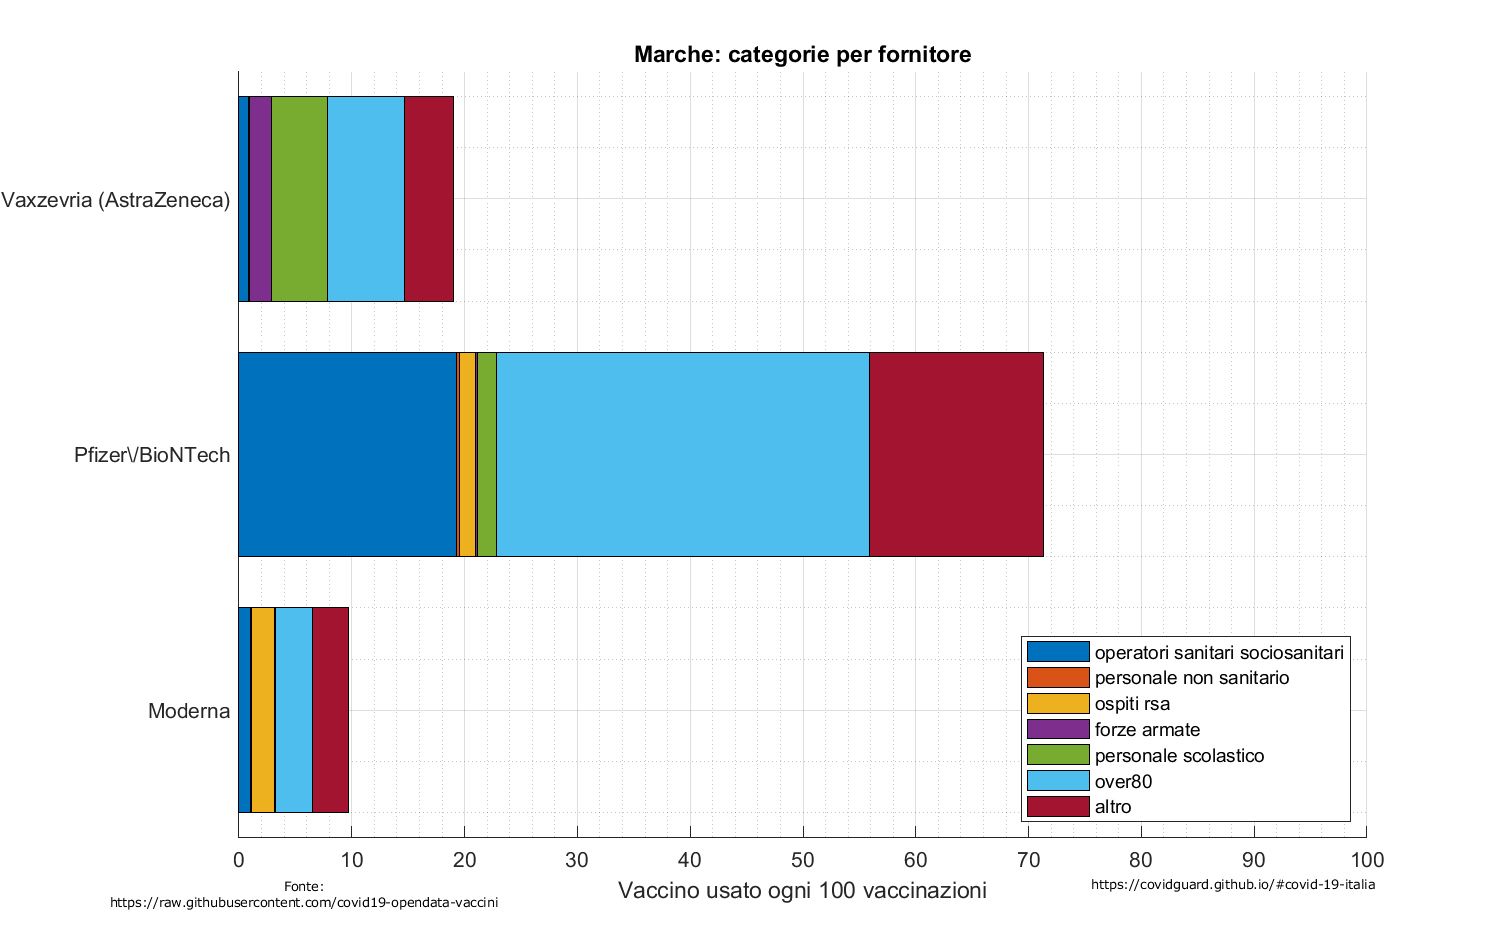 Marche: categorie per fornitore
Vaxzevria (AstraZeneca)
Pfizer\/BioNTech
Moderna
operatori sanitari sociosanitari
personale non sanitario
ospiti rsa
forze armate
personale scolastico
over80
altro
0 10 20 30 40 50 60 70 80 90 100
Vaccino usato ogni 100 vaccinazioni
Fonte:
https://raw.githubusercontent.com/covid19-opendata-vaccini
https://covidguard.github.io/#covid-19-italia